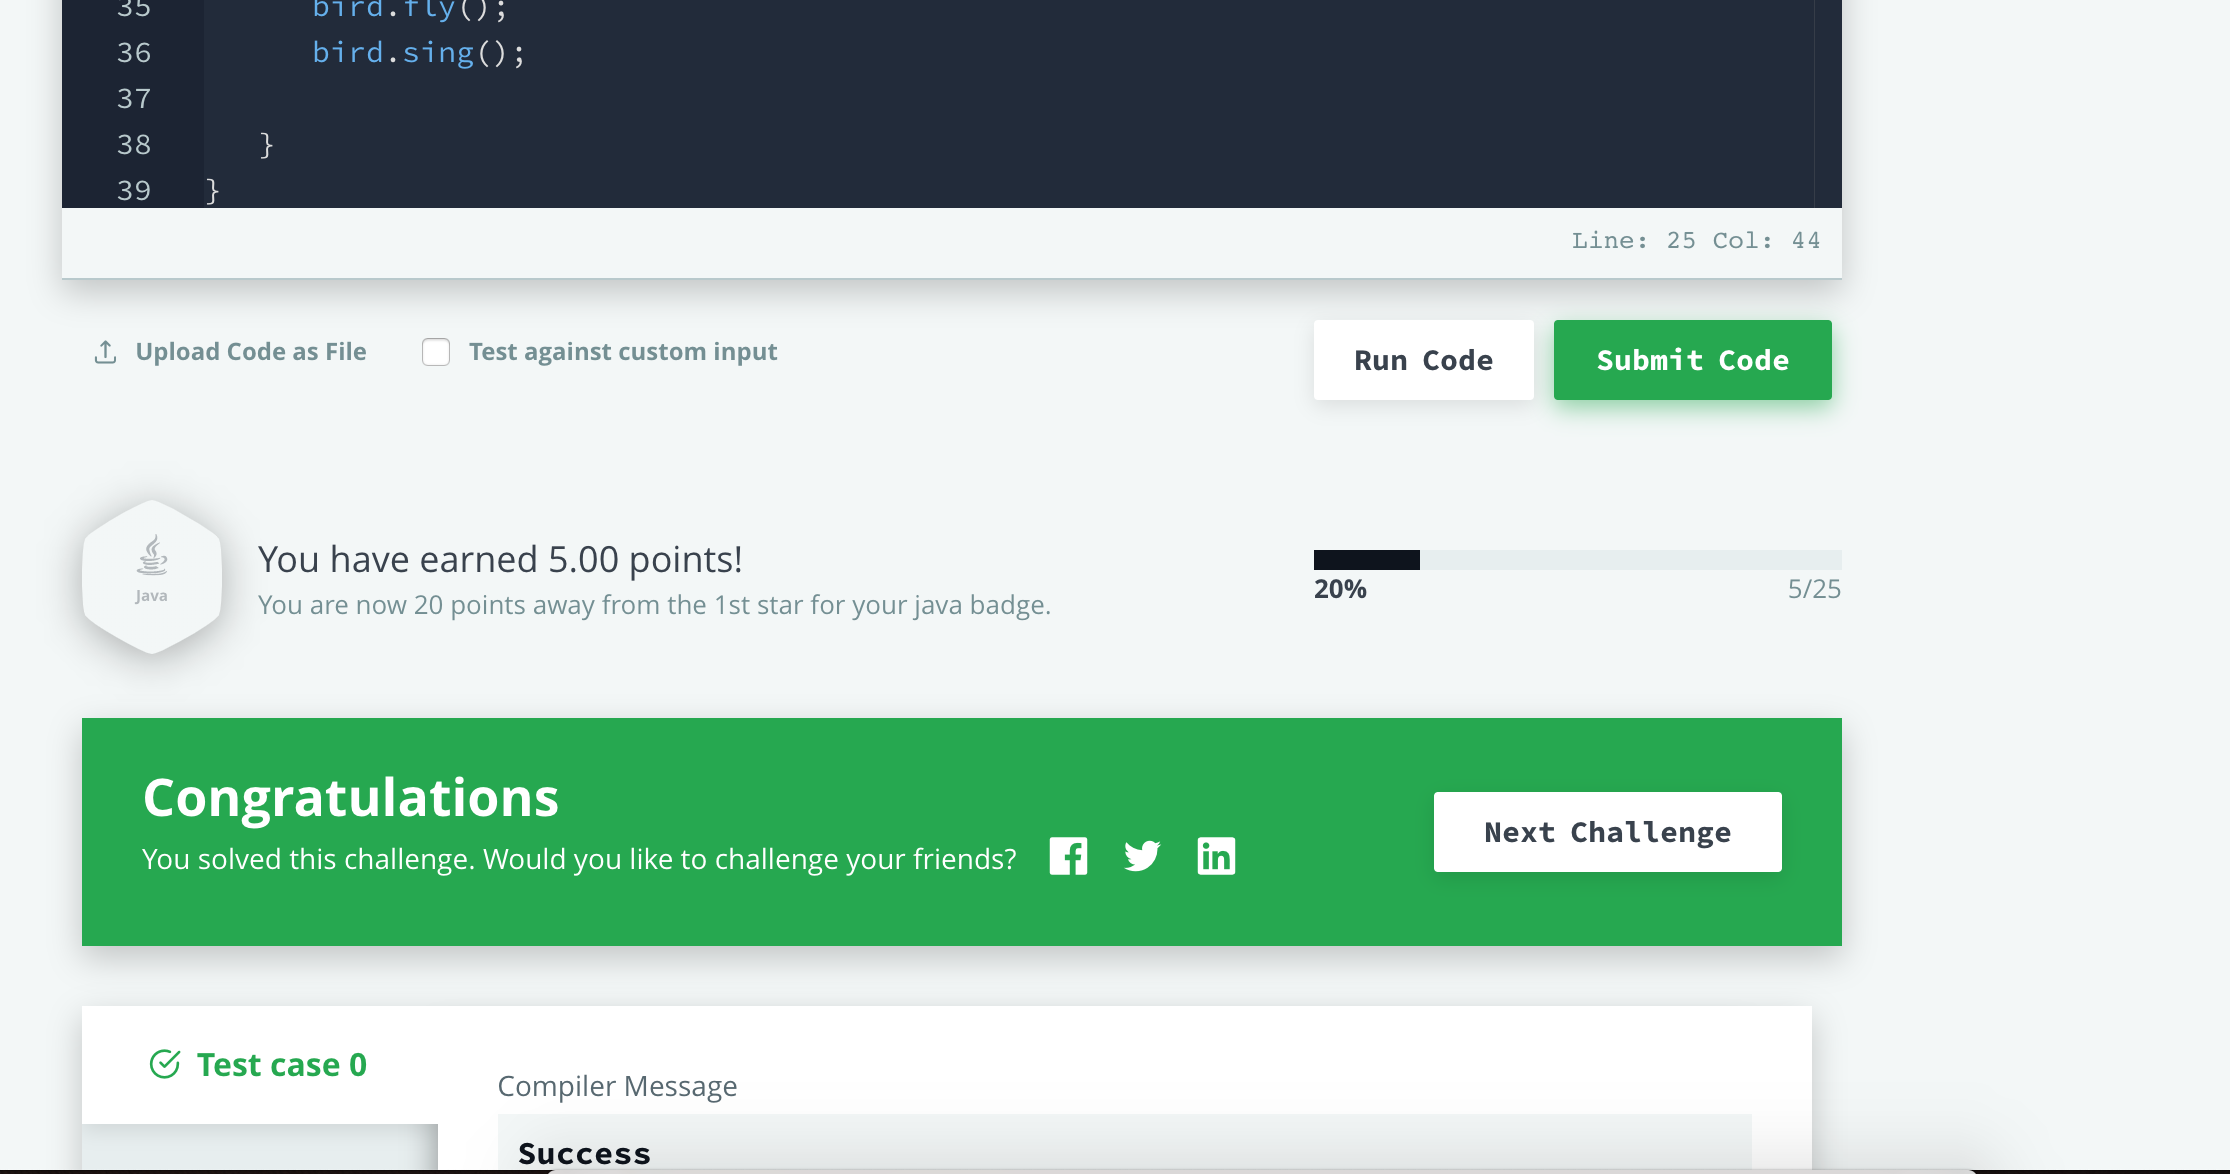 35 bird.fly();
36 bird.sing();
37
38 }
39 }
Line: 25 Col: 44
Upload Code as File Test against custom input Run Code Submit Code
Java
You have earned 5.00 points!
You are now 20 points away from the 1st star for your java badge.
20% 5/25
Congratulations
You solved this challenge. Would you like to challenge your friends?
Next Challenge
Test case 0
Compiler Message
Success